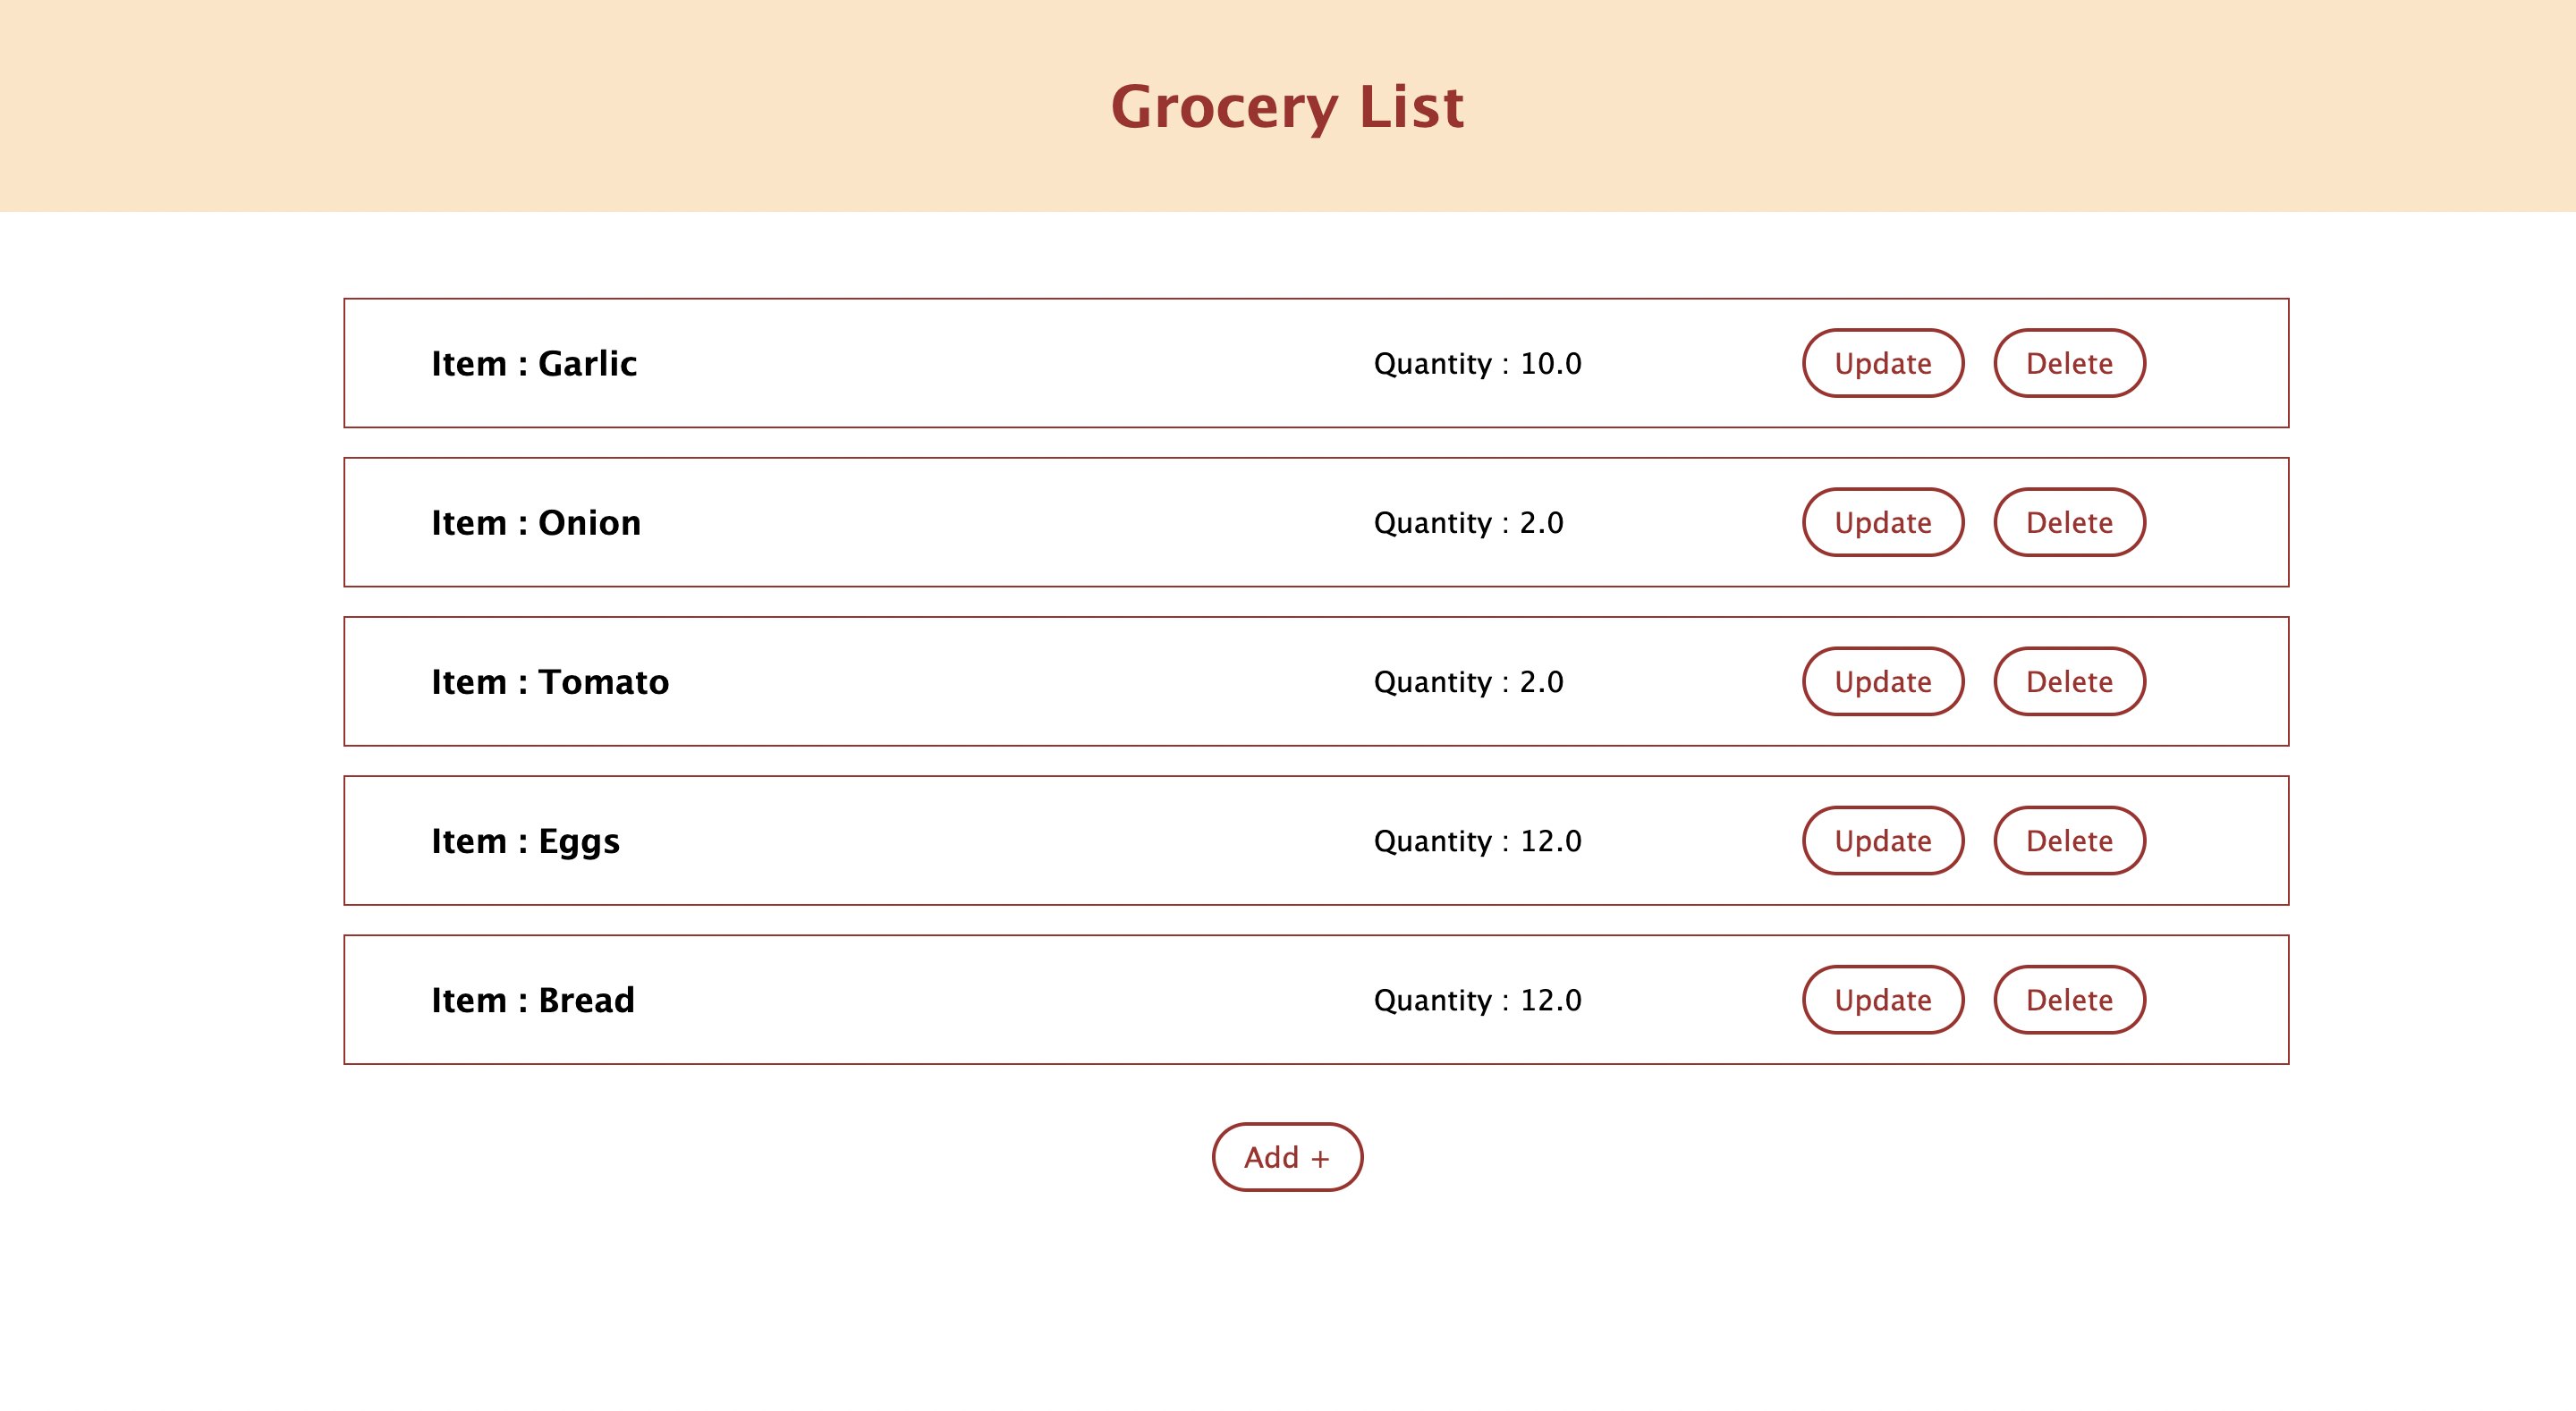 Grocery List
Item : Garlic Quantity : 10.0 Update Delete
Item : Onion Quantity : 2.0 Update Delete
Item : Tomato Quantity : 2.0 Update Delete
Item : Eggs Quantity : 12.0 Update Delete
Item : Bread Quantity : 12.0 Update Delete
Add +